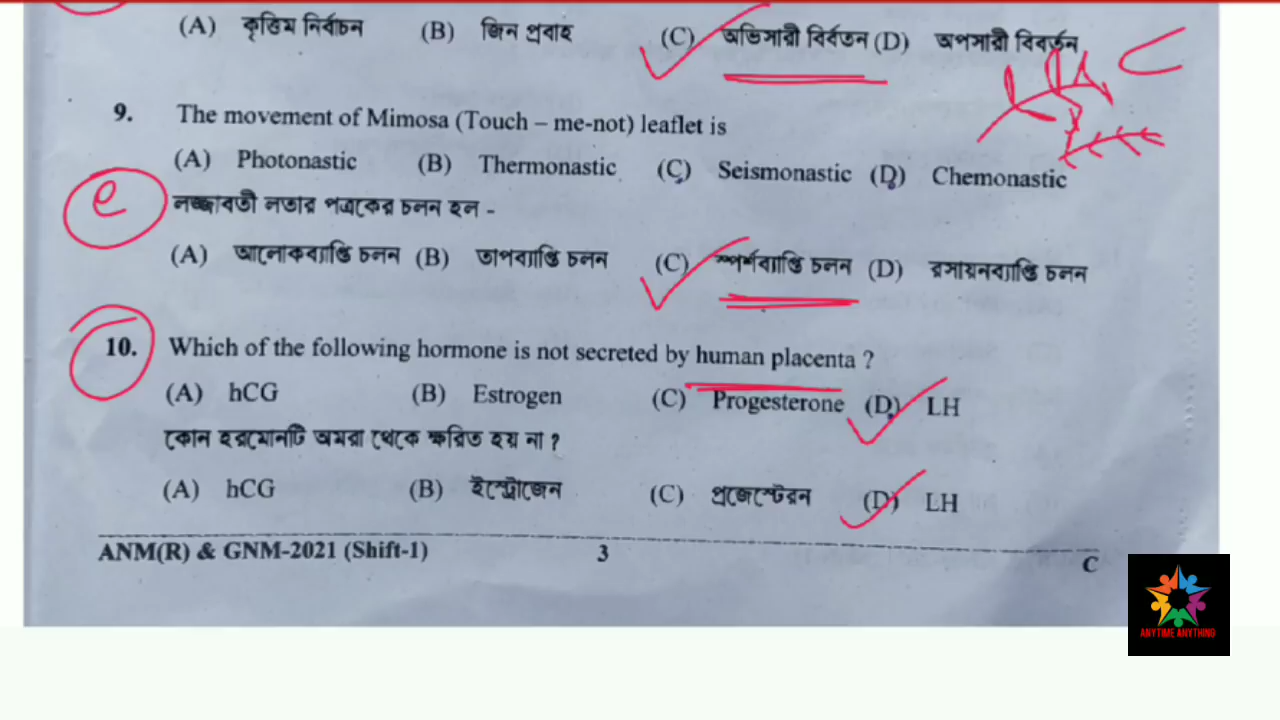 (A) কৃত্তিম নির্বাচন (B) জিন প্রবাহ (C) অভিসারী বিবর্তন (D) অপসারী বিবর্তন
9. The movement of Mimosa (Touch – me-not) leaflet is
(A) Photonastic (B) Thermonastic (C) Seismonastic (D) Chemonastic
লজ্জাবতী লতার পত্রকের চলন হল -
(A) আলোকব্যাপ্তি চলন (B) তাপব্যাপ্তি চলন (C) স্পর্শব্যাপ্তি চলন (D) রসায়নব্যাপ্তি চলন
10. Which of the following hormone is not secreted by human placenta ?
(A) hCG (B) Estrogen (C) Progesterone (D) LH
কোন হরমোনটি অমরা থেকে ক্ষরিত হয় না ?
(A) hCG (B) ইস্ট্রোজেন (C) প্রজেস্টেরন (D) LH
ANM(R) & GNM-2021 (Shift-1) 3 C
ANYTIME ANYTHING